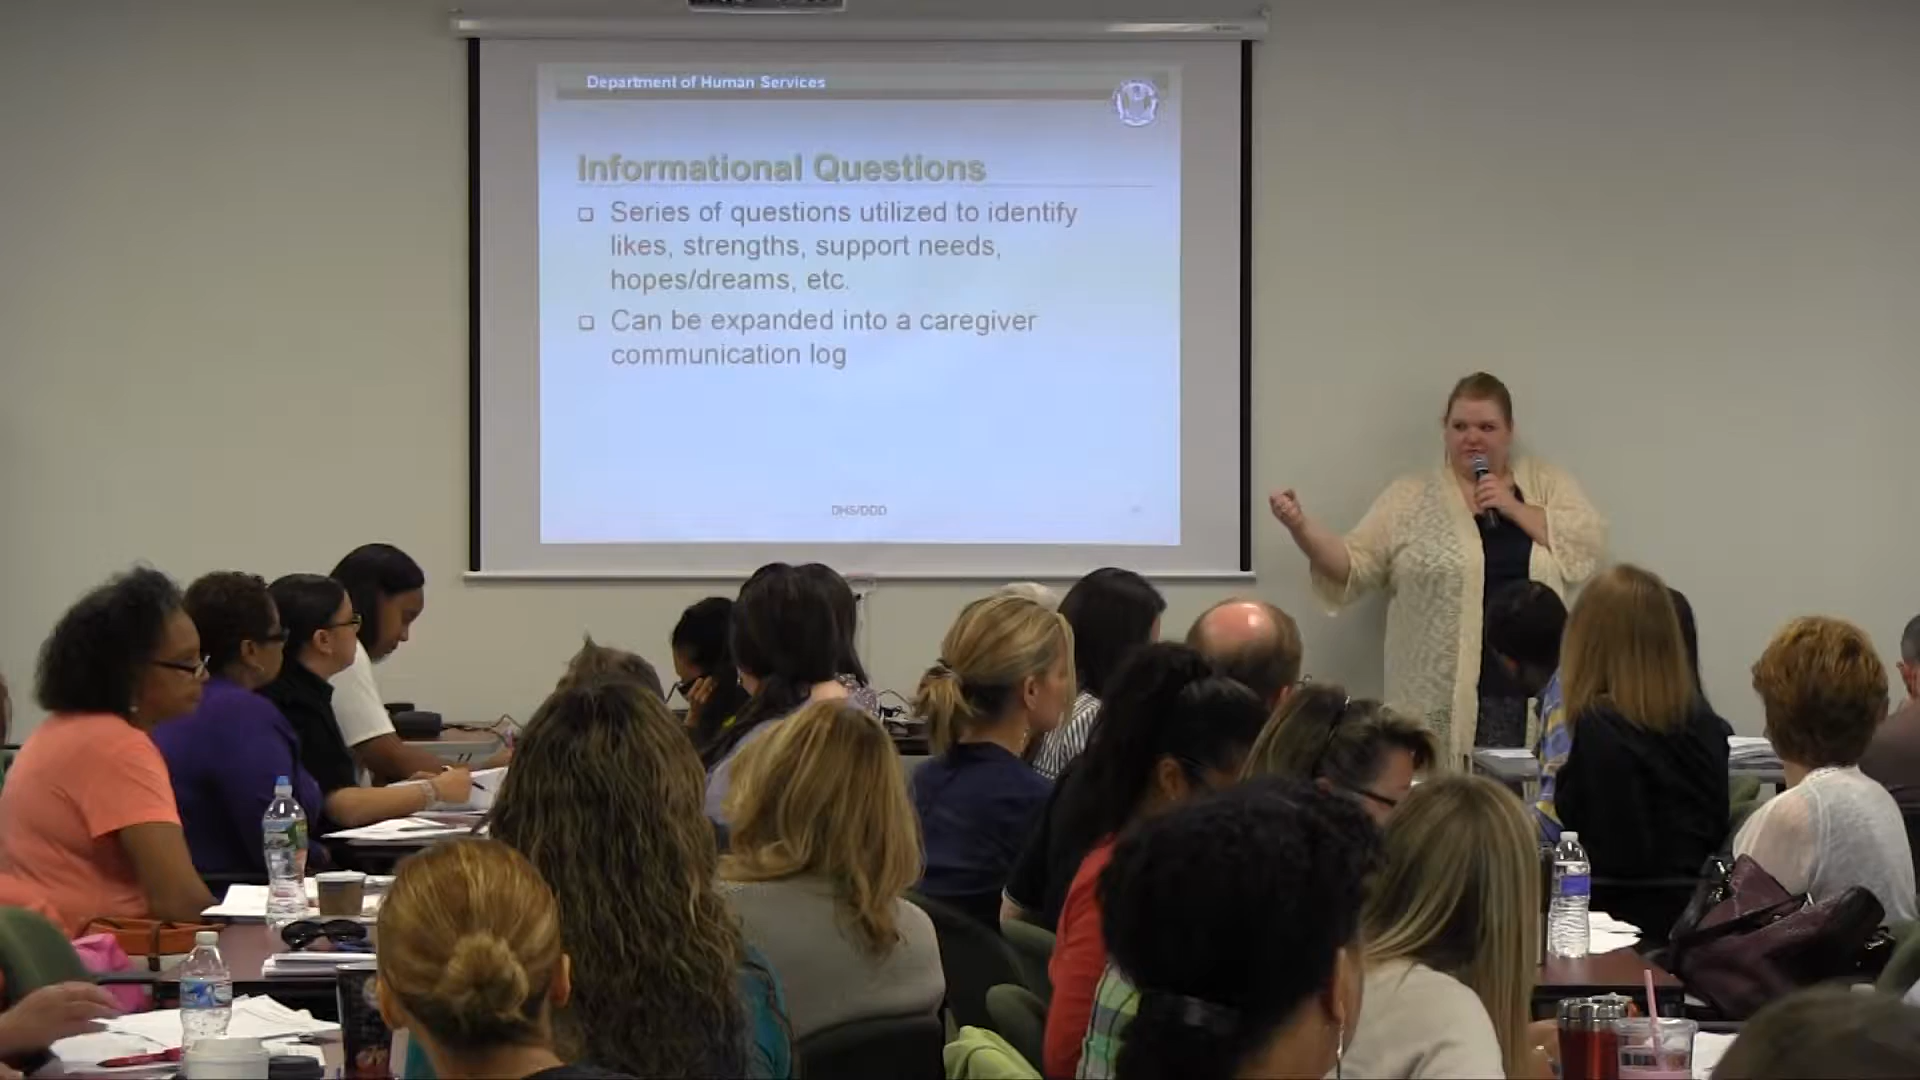 Department of Human Services
Informational Questions
Series of questions utilized to identify
likes, strengths, support needs,
hopes/dreams, etc.
Can be expanded into a caregiver
communication log
DHS/DDD